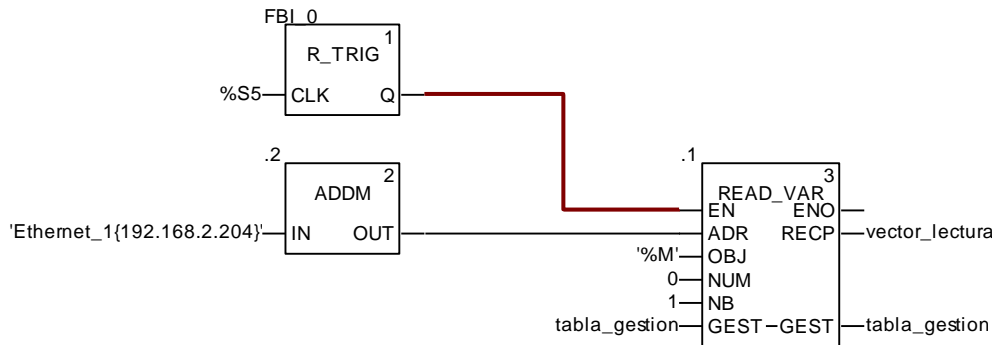 FBI_0
1
R_TRIG
%S5 CLK Q
.2
2
ADDM
'Ethernet_1{192.168.2.204}' IN OUT
.1
3
READ_VAR
EN ENO
ADR RECP vector_lectura
'%M' OBJ
0 NUM
1 NB
tabla_gestion GEST GEST tabla_gestion